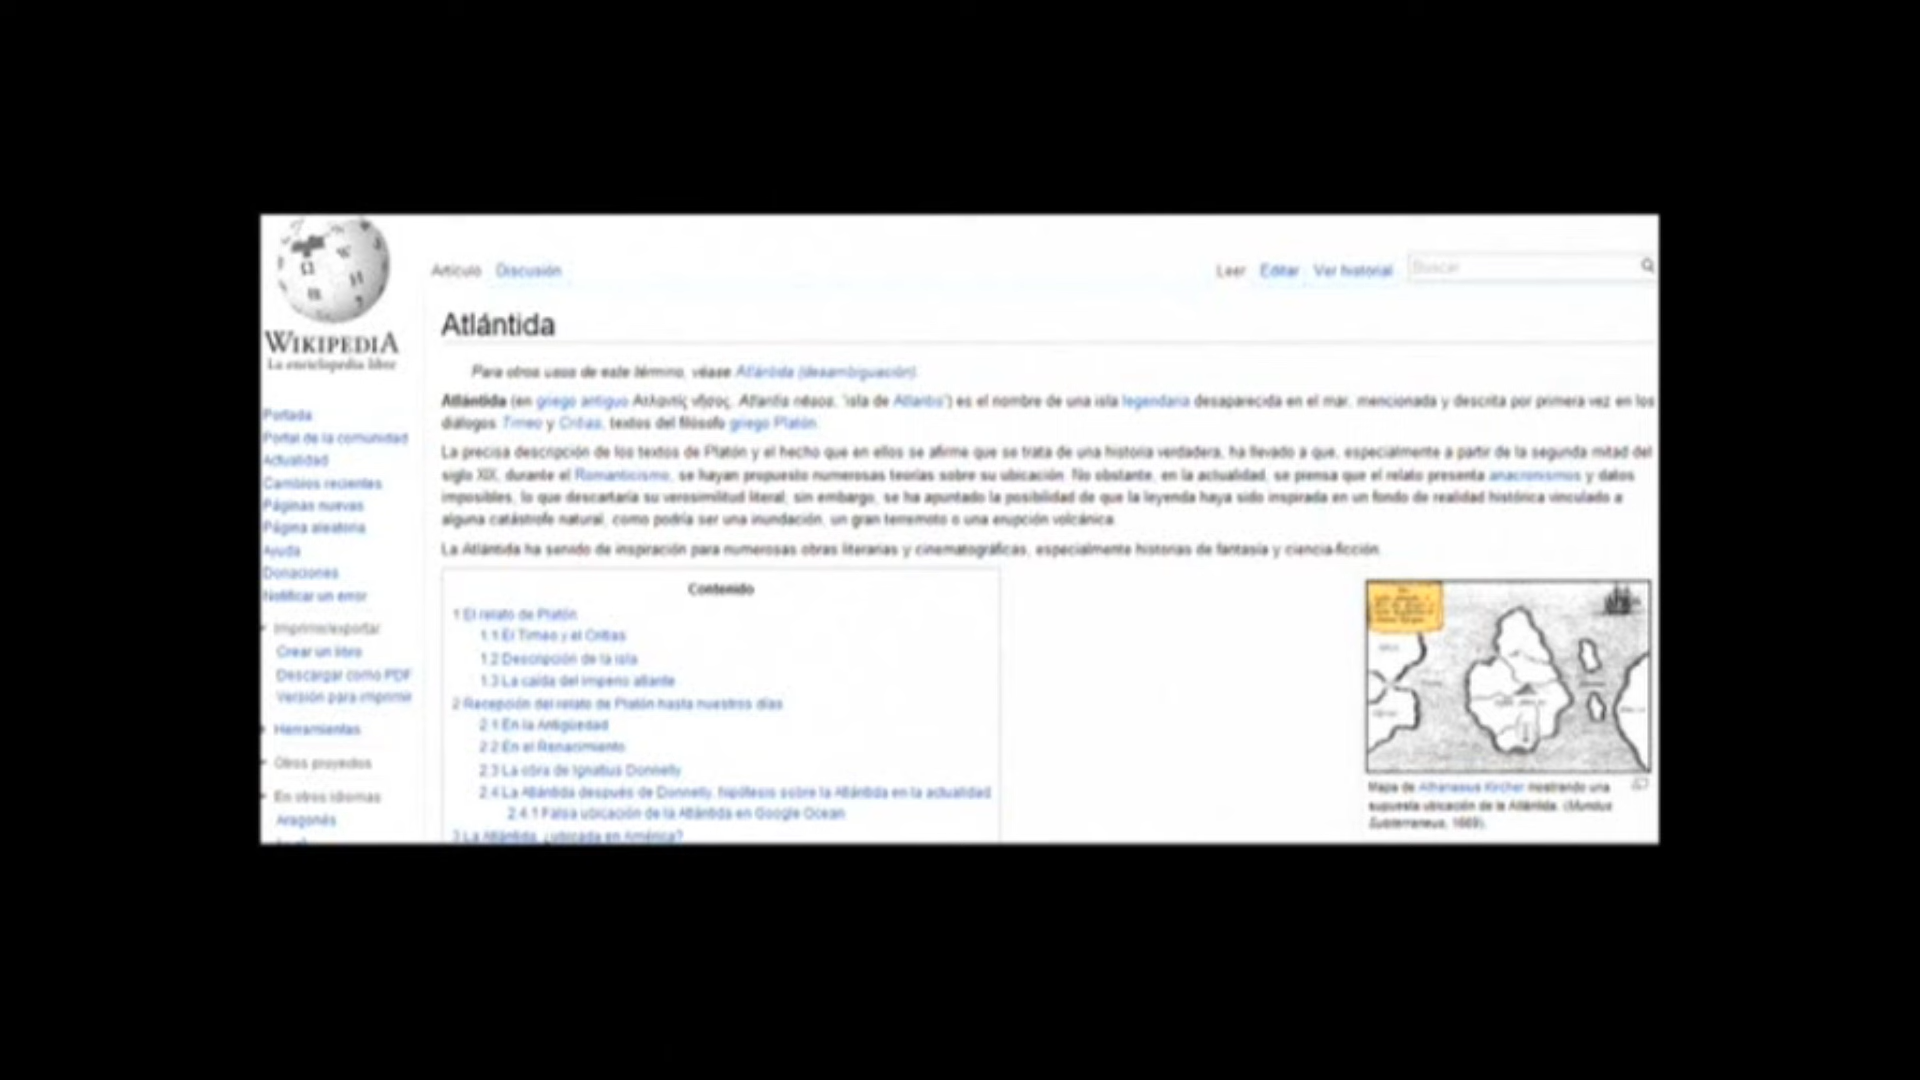 WIKIPEDIA
La enciclopedia libre
Portada
Portal de la comunidad
Actualidad
Cambios recientes
Páginas nuevas
Página aleatoria
Ayuda
Donaciones
Notificar un error
Imprimir/exportar
Crear un libro
Descargar como PDF
Versión para imprimir
Herramientas
Otros proyectos
En otros idiomas
Aragonés
Artículo Discusión
Leer Editar Ver historial Buscar
Atlántida
Para otros usos de este término, véase Atlántida (desambiguación).
Atlántida (en griego antiguo Ἀτλαντίς νῆσος, Atlantís nēsos, 'isla de Atlantis') es el nombre de una isla legendaria desaparecida en el mar, mencionada y descrita por primera vez en los
diálogos Timeo y Critias, textos del filósofo griego Platón.
La precisa descripción de los textos de Platón y el hecho que en ellos se afirme que se trata de una historia verdadera, ha llevado a que, especialmente a partir de la segunda mitad del
siglo XIX, durante el Romanticismo, se hayan propuesto numerosas teorías sobre su ubicación. No obstante, en la actualidad, se piensa que el relato presenta anacronismos y datos
imposibles, lo que descartaría su verosimilitud literal; sin embargo, se ha apuntado la posibilidad de que la leyenda haya sido inspirada en un fondo de realidad histórica vinculado a
alguna catástrofe natural, como podría ser una inundación, un gran terremoto o una erupción volcánica.
La Atlántida ha servido de inspiración para numerosas obras literarias y cinematográficas, especialmente historias de fantasía y ciencia-ficción.
Contenido
1 El relato de Platón
1.1 El Timeo y el Critias
1.2 Descripción de la isla
1.3 La caída del imperio atlante
2 Recepción del relato de Platón hasta nuestros días
2.1 En la Antigüedad
2.2 En el Renacimiento
2.3 La obra de Ignatius Donnelly
2.4 La Atlántida después de Donnelly, hipótesis sobre la Atlántida en la actualidad
2.4.1 Falsa ubicación de la Atlántida en Google Ocean
3 La Atlántida, ¿ubicada en América?
Mapa de Athanasius Kircher mostrando una
supuesta ubicación de la Atlántida. (Mundus
Subterraneus, 1669).